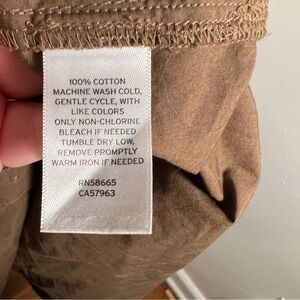 100% COTTON
MACHINE WASH COLD,
GENTLE CYCLE, WITH
LIKE COLORS
ONLY NON-CHLORINE
BLEACH IF NEEDED
TUMBLE DRY LOW,
REMOVE PROMPTLY
WARM IRON IF NEEDED
RN58665
CA57963